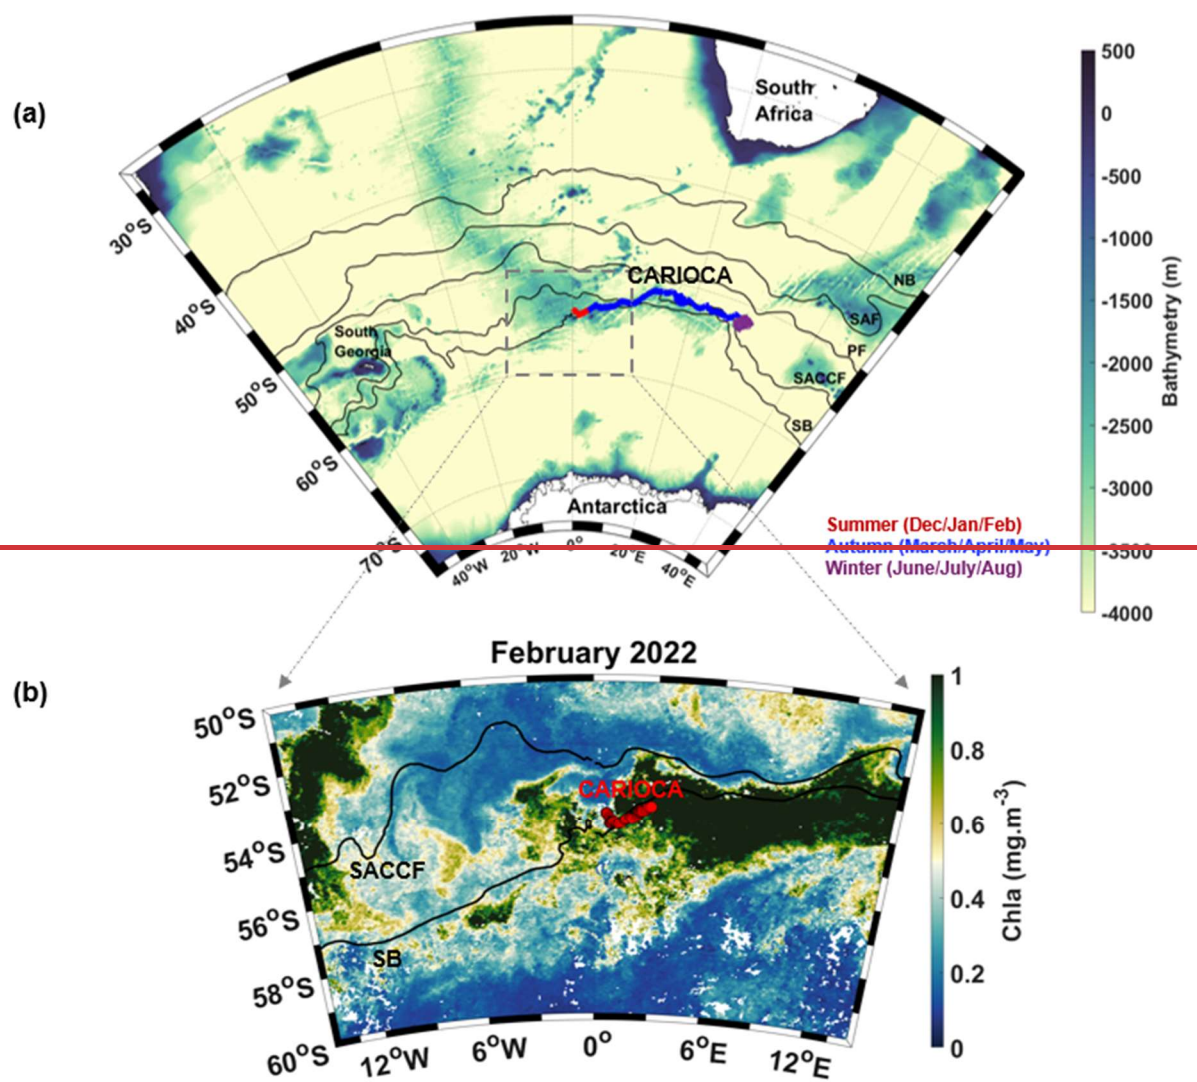 (a)
South
Africa
30°S
40°S
50°S
60°S
70°S
CARIOCA
South
Georgia
NB
SAF
PF
SACCF
SB
Antarctica
40°W
20°W
0°
20°E
40°E
Summer (Dec/Jan/Feb)
Autumn (March/April/May)
Winter (June/July/Aug)
500
0
-500
-1000
-1500
-2000
-2500
-3000
-3500
-4000
Bathymetry (m)
(b)
February 2022
50°S
52°S
54°S
56°S
58°S
60°S
CARIOCA
SACCF
SB
12°W
6°W
0°
6°E
12°E
1
0.8
0.6
0.4
0.2
0
Chla (mg.m⁻³)